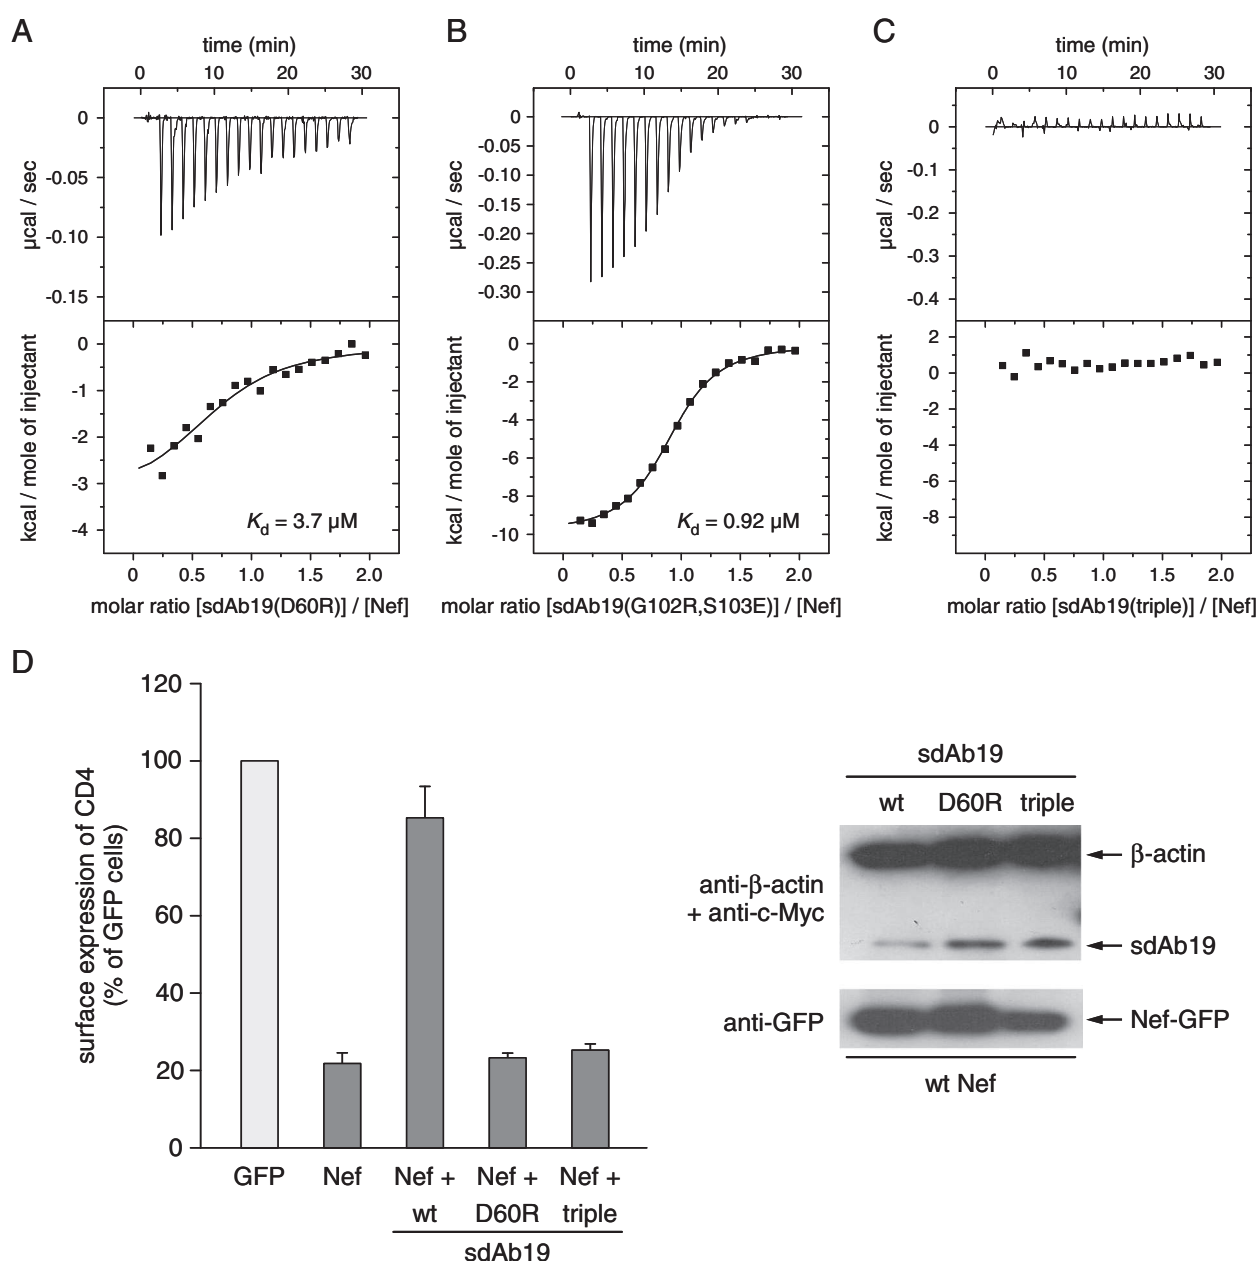 A
time (min)
0 10 20 30
0
-0.05
-0.10
-0.15
µcal / sec
0
-1
-2
-3
-4
kcal / mole of injectant
Kd = 3.7 µM
0 0.5 1.0 1.5 2.0
molar ratio [sdAb19(D60R)] / [Nef]
B
time (min)
0 10 20 30
0
-0.05
-0.10
-0.15
-0.20
-0.25
-0.30
µcal / sec
0
-2
-4
-6
-8
-10
kcal / mole of injectant
Kd = 0.92 µM
0 0.5 1.0 1.5 2.0
molar ratio [sdAb19(G102R,S103E)] / [Nef]
C
time (min)
0 10 20 30
0
-0.1
-0.2
-0.3
-0.4
µcal / sec
2
0
-2
-4
-6
-8
kcal / mole of injectant
0 0.5 1.0 1.5 2.0
molar ratio [sdAb19(triple)] / [Nef]
D
120
100
80
60
40
20
0
surface expression of CD4
(% of GFP cells)
GFP Nef Nef + Nef + Nef +
wt D60R triple
sdAb19
sdAb19
wt D60R triple
anti-β-actin
+ anti-c-Myc
β-actin
sdAb19
anti-GFP
Nef-GFP
wt Nef